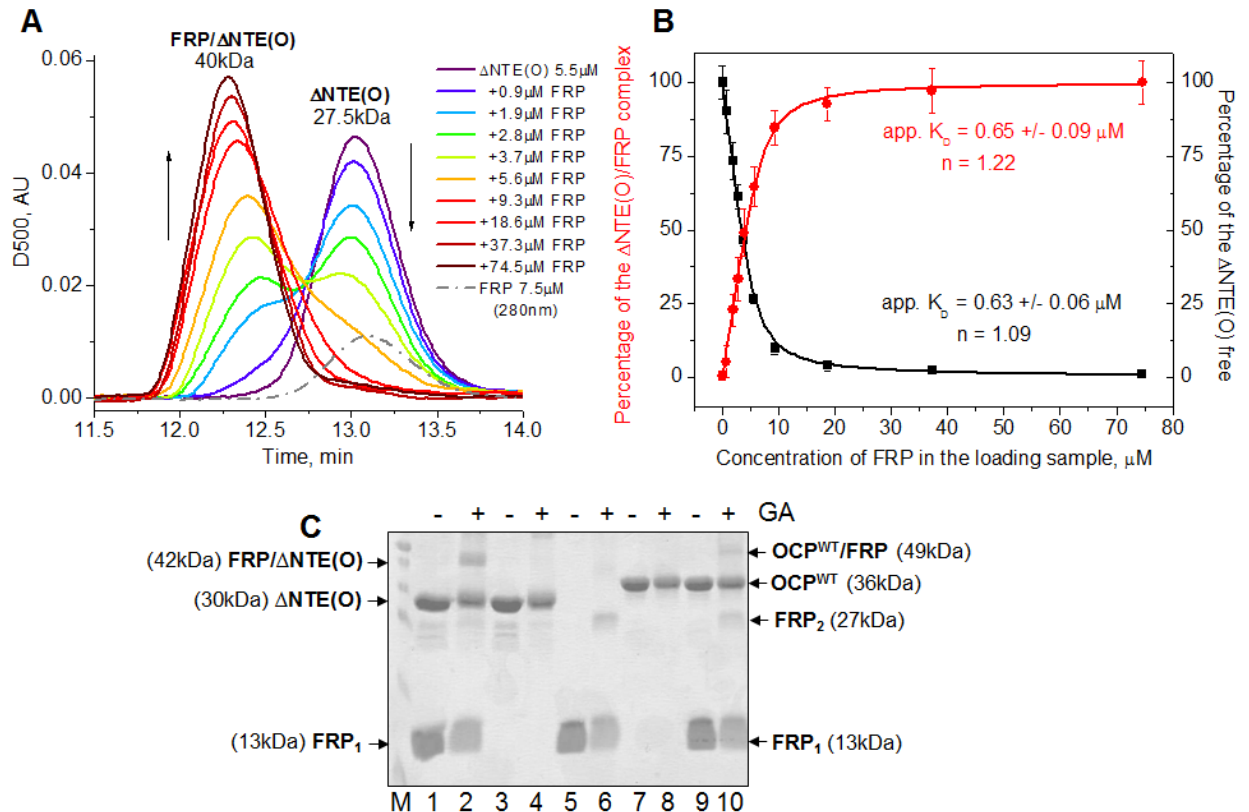 A
FRP/ΔNTE(O)
40kDa
ΔNTE(O)
27.5kDa
ΔNTE(O) 5.5μM
+0.9μM FRP
+1.9μM FRP
+2.8μM FRP
+3.7μM FRP
+5.6μM FRP
+9.3μM FRP
+18.6μM FRP
+37.3μM FRP
+74.5μM FRP
FRP 7.5μM
(280nm)
D500, AU
0.06
0.04
0.02
0.00
11.5 12.0 12.5 13.0 13.5 14.0
Time, min
B
Percentage of the ΔNTE(O)/FRP complex
100
75
50
25
0
app. K_D = 0.65 +/- 0.09 μM
n = 1.22
app. K_D = 0.63 +/- 0.06 μM
n = 1.09
100
75
50
25
0
Percentage of the ΔNTE(O) free
0 10 20 30 40 50 60 70 80
Concentration of FRP in the loading sample, μM
C
- + - + - + - + - + GA
(42kDa) FRP/ΔNTE(O)
(30kDa) ΔNTE(O)
(13kDa) FRP₁
OCPᵂᵀ/FRP (49kDa)
OCPᵂᵀ (36kDa)
FRP₂ (27kDa)
FRP₁ (13kDa)
M 1 2 3 4 5 6 7 8 9 10